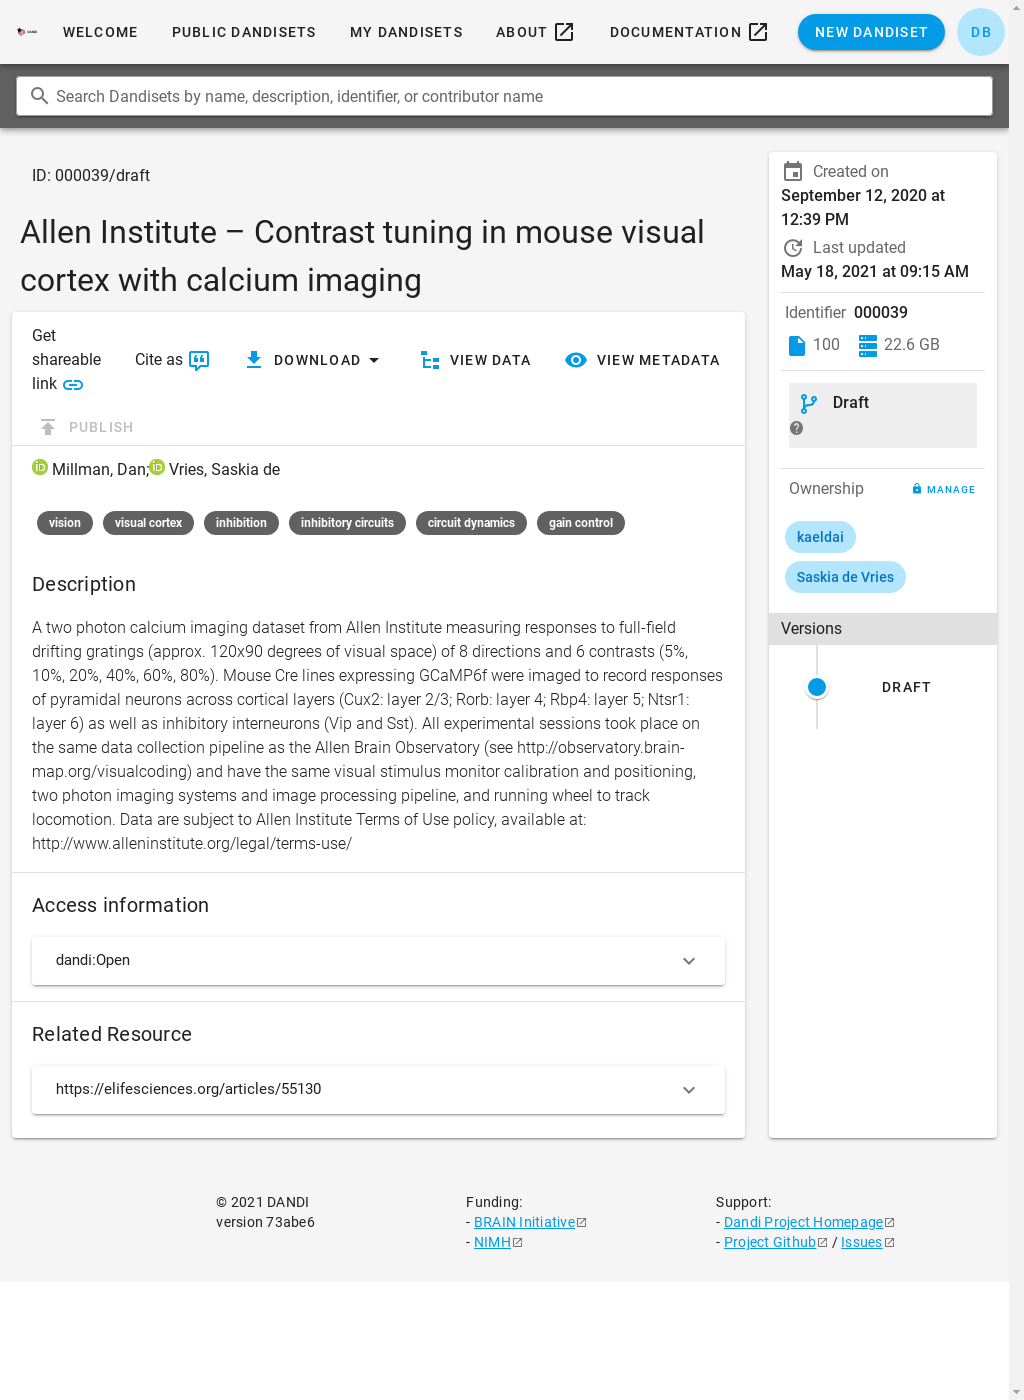 WELCOME PUBLIC DANDISETS MY DANDISETS ABOUT DOCUMENTATION NEW DANDISET DB
Search Dandisets by name, description, identifier, or contributor name
ID: 000039/draft
Allen Institute – Contrast tuning in mouse visual
cortex with calcium imaging
Get
shareable
link
Cite as
DOWNLOAD
VIEW DATA
VIEW METADATA
PUBLISH
Millman, Dan; Vries, Saskia de
vision visual cortex inhibition inhibitory circuits circuit dynamics gain control
Description
A two photon calcium imaging dataset from Allen Institute measuring responses to full-field
drifting gratings (approx. 120x90 degrees of visual space) of 8 directions and 6 contrasts (5%,
10%, 20%, 40%, 60%, 80%). Mouse Cre lines expressing GCaMP6f were imaged to record responses
of pyramidal neurons across cortical layers (Cux2: layer 2/3; Rorb: layer 4; Rbp4: layer 5; Ntsr1:
layer 6) as well as inhibitory interneurons (Vip and Sst). All experimental sessions took place on
the same data collection pipeline as the Allen Brain Observatory (see http://observatory.brain-
map.org/visualcoding) and have the same visual stimulus monitor calibration and positioning,
two photon imaging systems and image processing pipeline, and running wheel to track
locomotion. Data are subject to Allen Institute Terms of Use policy, available at:
http://www.alleninstitute.org/legal/terms-use/
Access information
dandi:Open
Related Resource
https://elifesciences.org/articles/55130
Created on
September 12, 2020 at
12:39 PM
Last updated
May 18, 2021 at 09:15 AM
Identifier 000039
100 22.6 GB
Draft
Ownership MANAGE
kaeldai
Saskia de Vries
Versions
DRAFT
© 2021 DANDI
version 73abe6
Funding:
- BRAIN Initiative
- NIMH
Support:
- Dandi Project Homepage
- Project Github / Issues